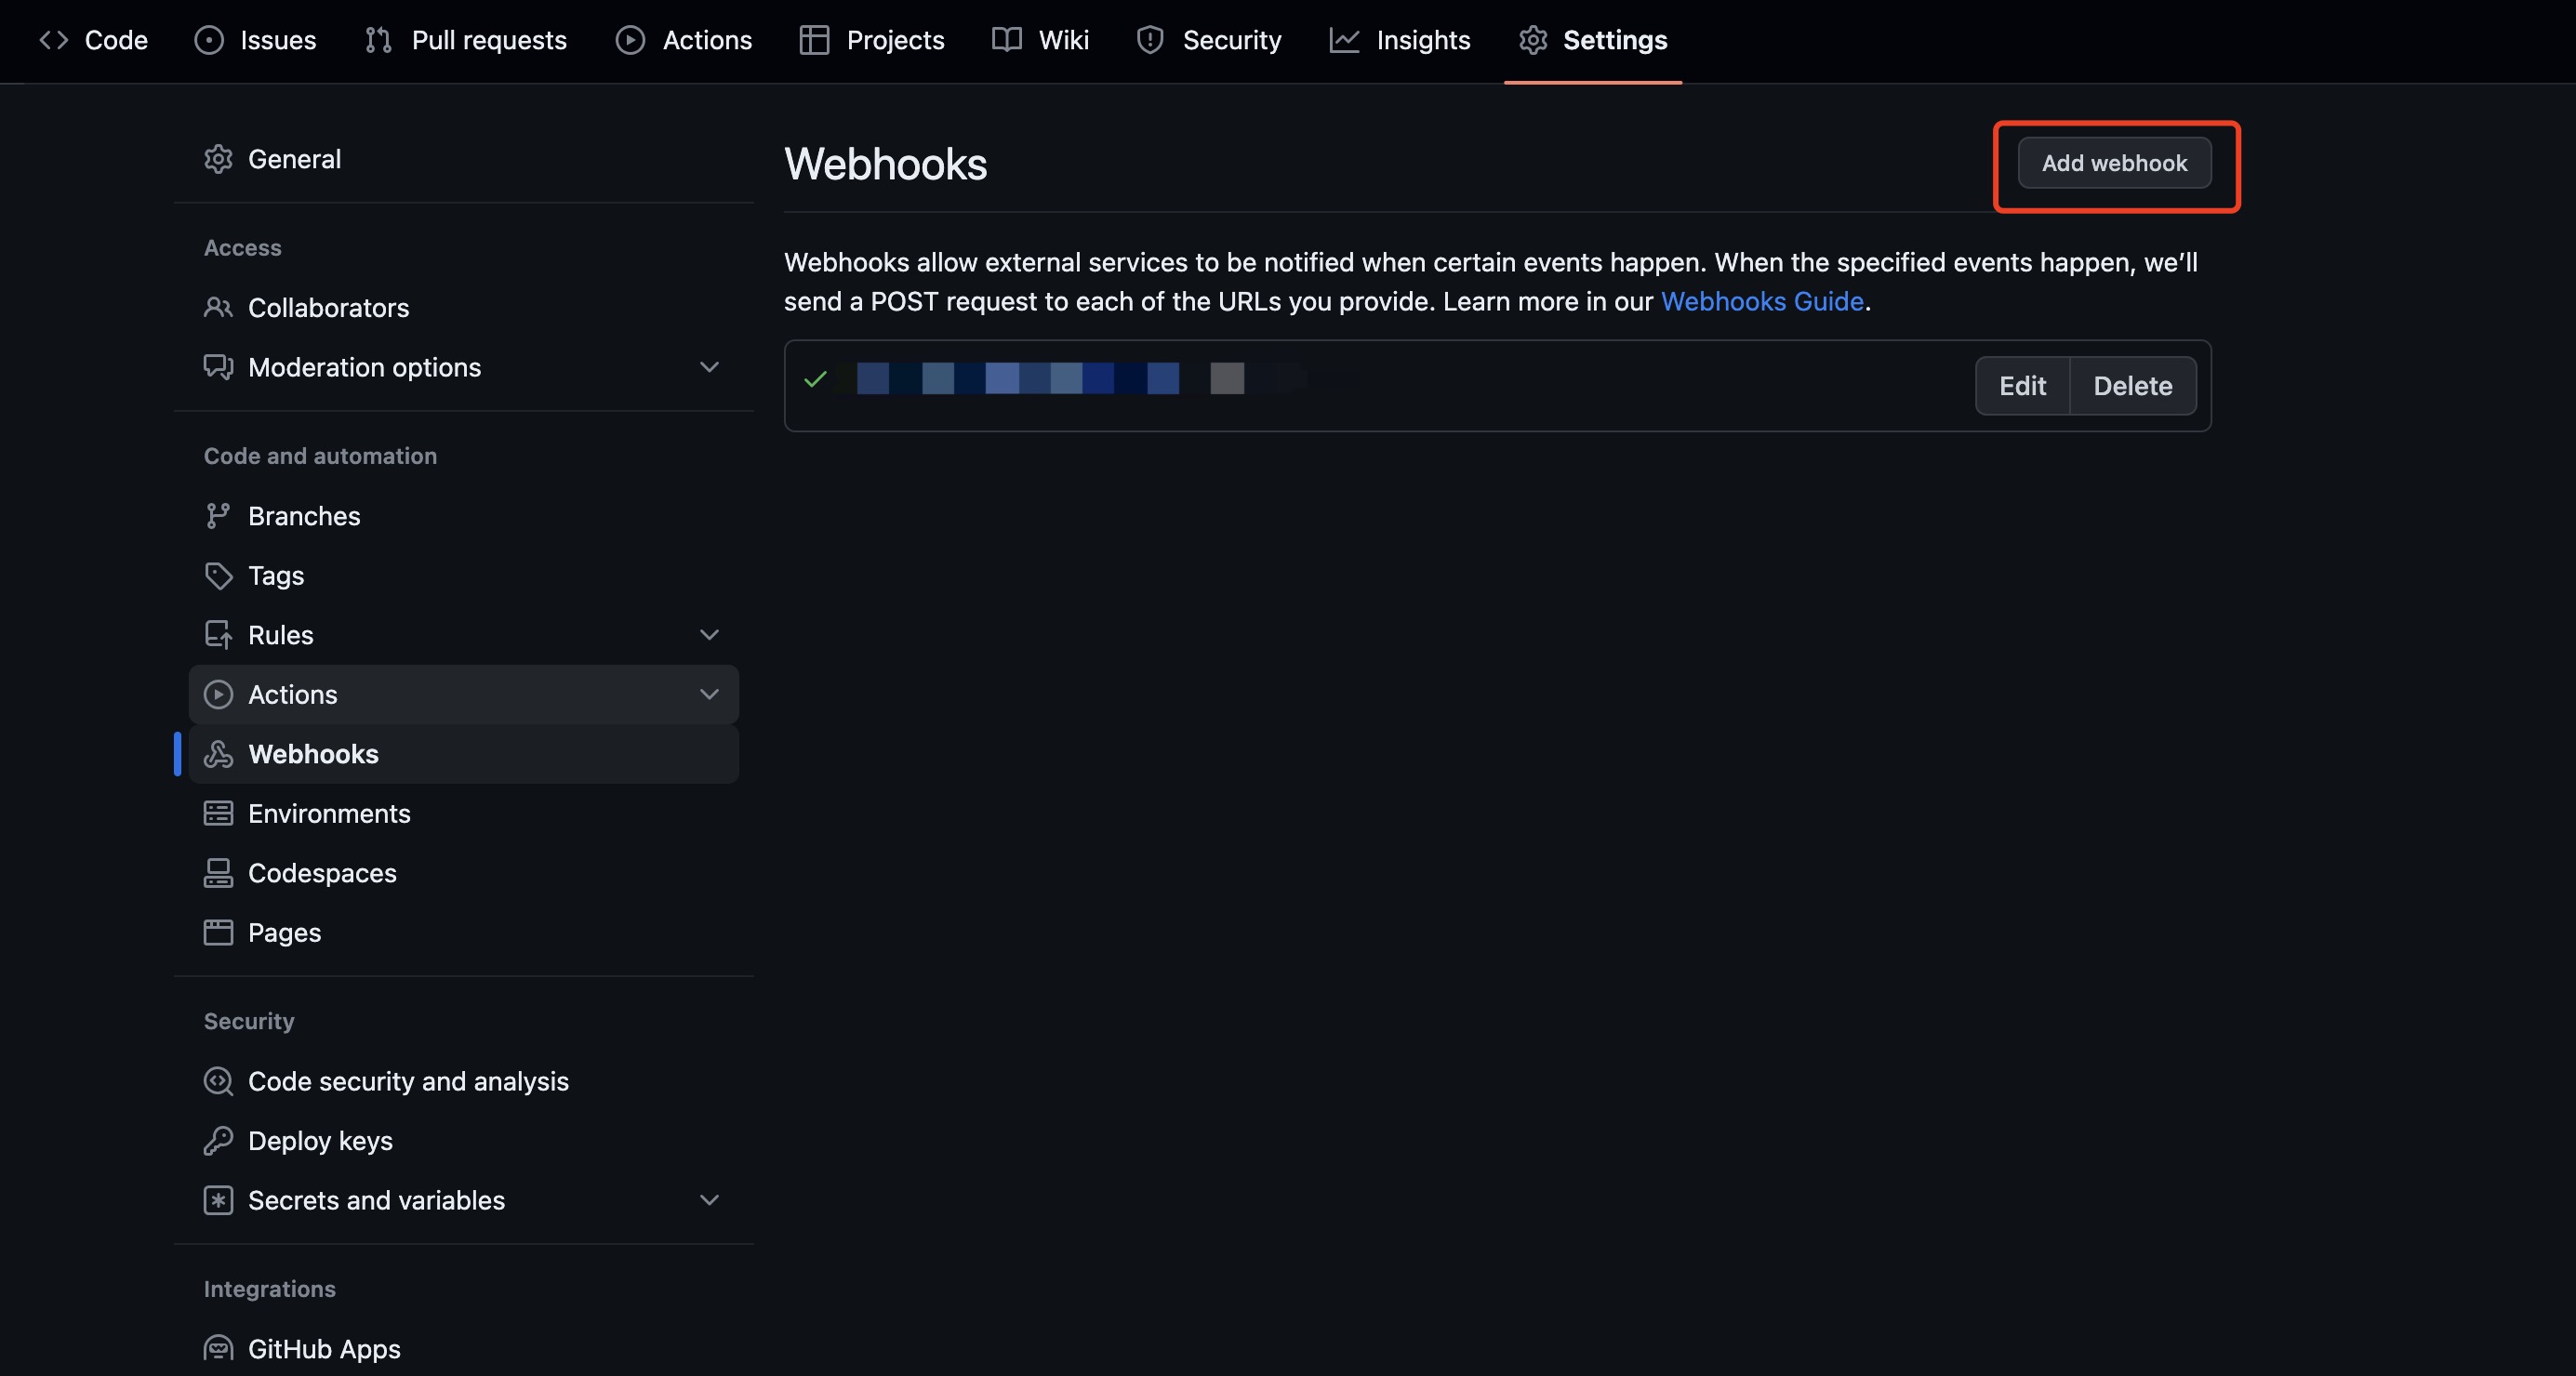 Code Issues Pull requests Actions Projects Wiki Security Insights Settings
General
Access
Collaborators
Moderation options
Code and automation
Branches
Tags
Rules
Actions
Webhooks
Environments
Codespaces
Pages
Security
Code security and analysis
Deploy keys
Secrets and variables
Integrations
GitHub Apps
Webhooks
Add webhook
Webhooks allow external services to be notified when certain events happen. When the specified events happen, we’ll
send a POST request to each of the URLs you provide. Learn more in our Webhooks Guide.
Edit Delete